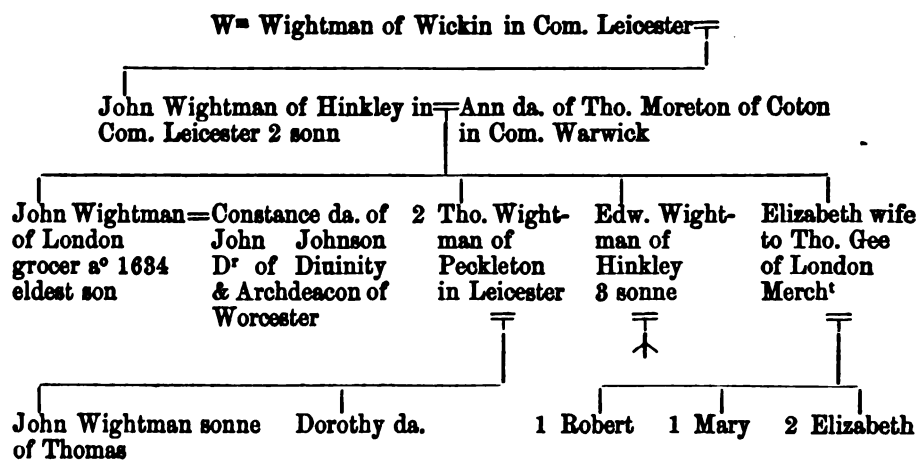 Wᵐ Wightman of Wickin in Com. Leicester
John Wightman of Hinkley in
Com. Leicester 2 sonn
Ann da. of Tho. Moreton of Coton
in Com. Warwick
John Wightman
of London
grocer aᵒ 1634
eldest son
Constance da. of
John Johnson
Dʳ of Diuinity
& Archdeacon of
Worcester
2 Tho. Wight-
man of
Peckleton
in Leicester
Edw. Wight-
man of
Hinkley
3 sonne
Elizabeth wife
to Tho. Gee
of London
Merchᵗ
John Wightman sonne
of Thomas
Dorothy da.
1 Robert
1 Mary
2 Elizabeth